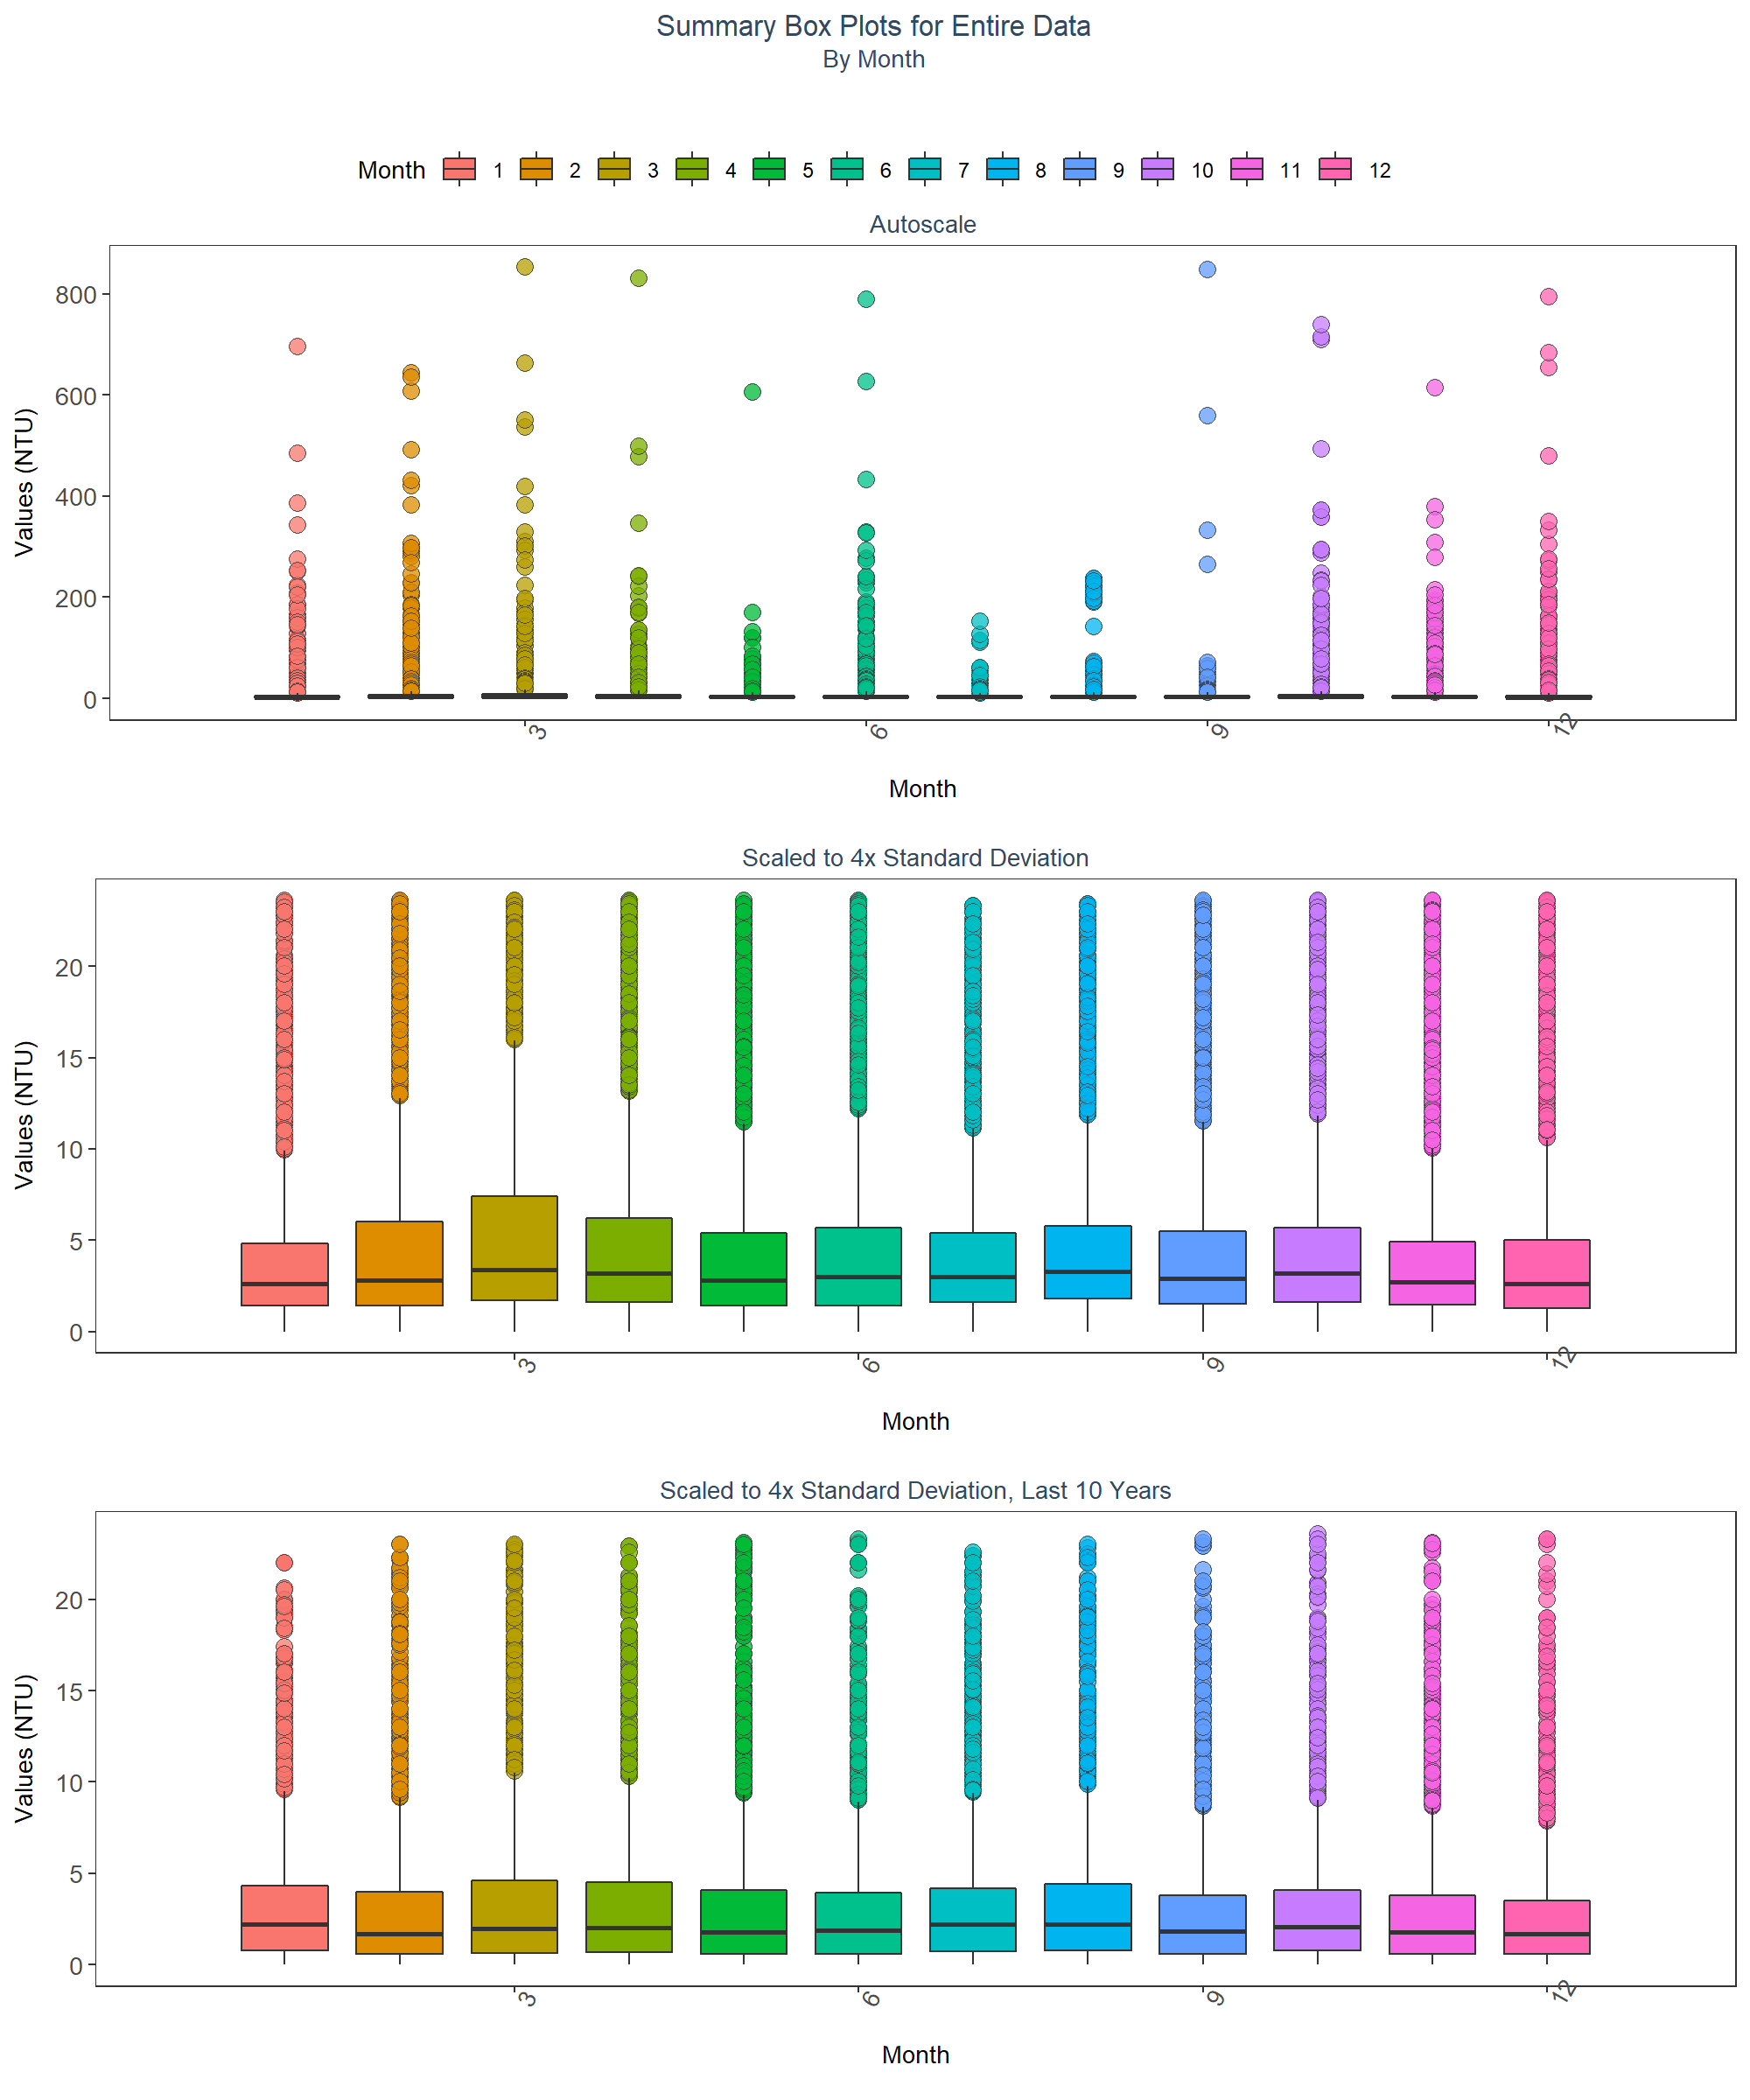 Summary Box Plots for Entire Data
By Month
Month 1 2 3 4 5 6 7 8 9 10 11 12
Autoscale
Values (NTU)
800
600
400
200
0
3 6 9 12
Month
Scaled to 4x Standard Deviation
Values (NTU)
20
15
10
5
0
3 6 9 12
Month
Scaled to 4x Standard Deviation, Last 10 Years
Values (NTU)
20
15
10
5
0
3 6 9 12
Month